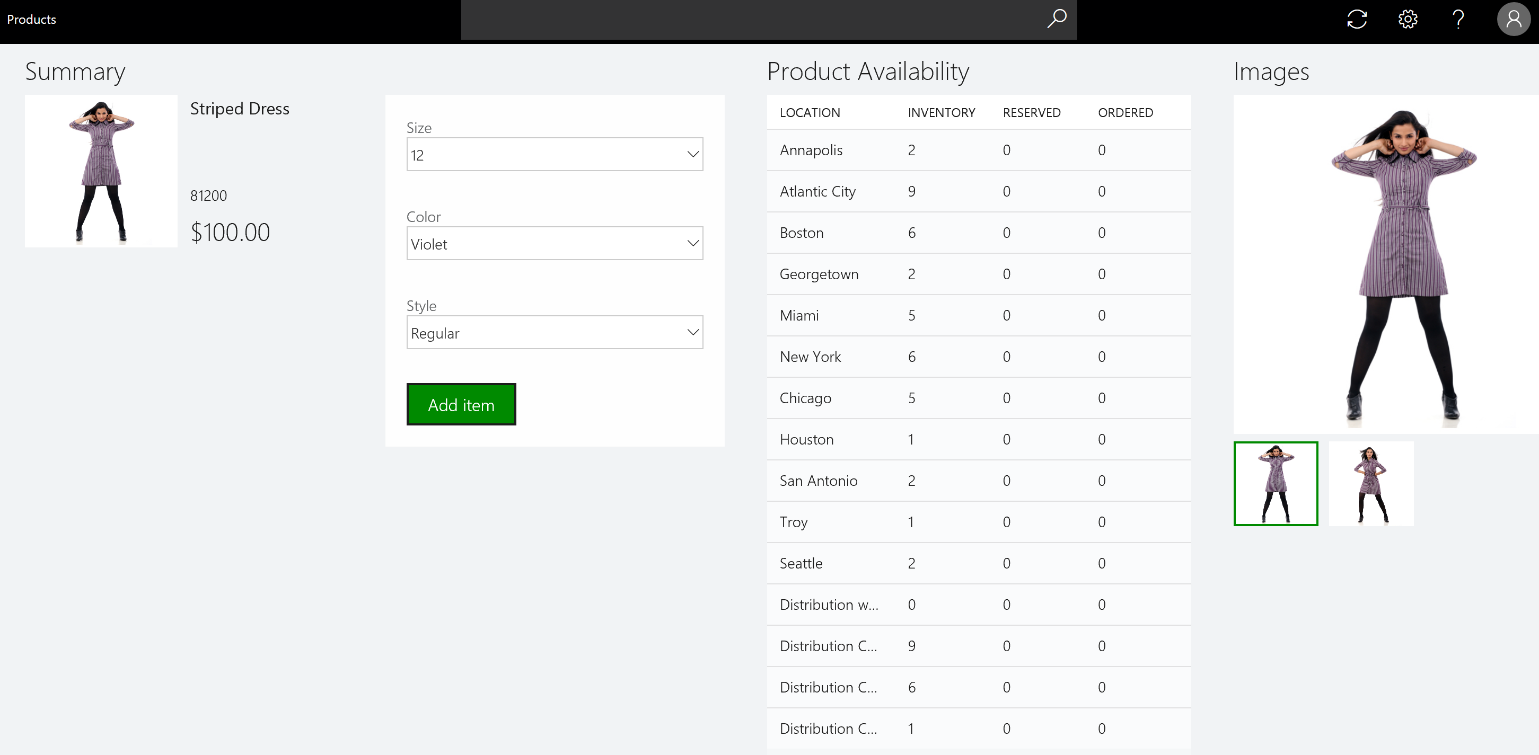 Products
Summary
Striped Dress
81200
$100.00
Size
12
Color
Violet
Style
Regular
Add item
Product Availability
LOCATION INVENTORY RESERVED ORDERED
Annapolis 2 0 0
Atlantic City 9 0 0
Boston 6 0 0
Georgetown 2 0 0
Miami 5 0 0
New York 6 0 0
Chicago 5 0 0
Houston 1 0 0
San Antonio 2 0 0
Troy 1 0 0
Seattle 2 0 0
Distribution w... 0 0 0
Distribution C... 9 0 0
Distribution C... 6 0 0
Distribution C... 1 0 0
Images